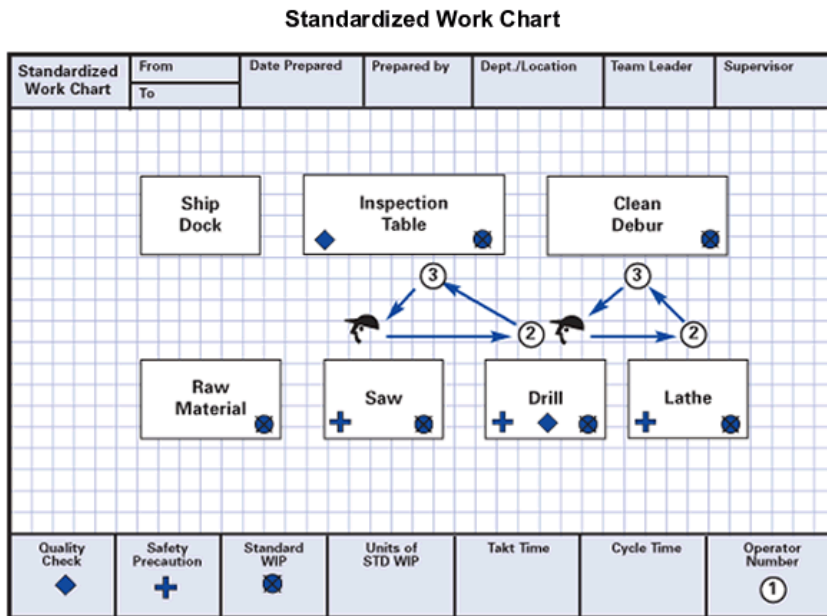 Standardized Work Chart
Standardized
Work Chart
From
To
Date Prepared
Prepared by
Dept./Location
Team Leader
Supervisor
Ship
Dock
Inspection
Table
Clean
Debur
3
3
2
2
Raw
Material
Saw
Drill
Lathe
Quality
Check
Safety
Precaution
Standard
WIP
Units of
STD WIP
Takt Time
Cycle Time
Operator
Number
1